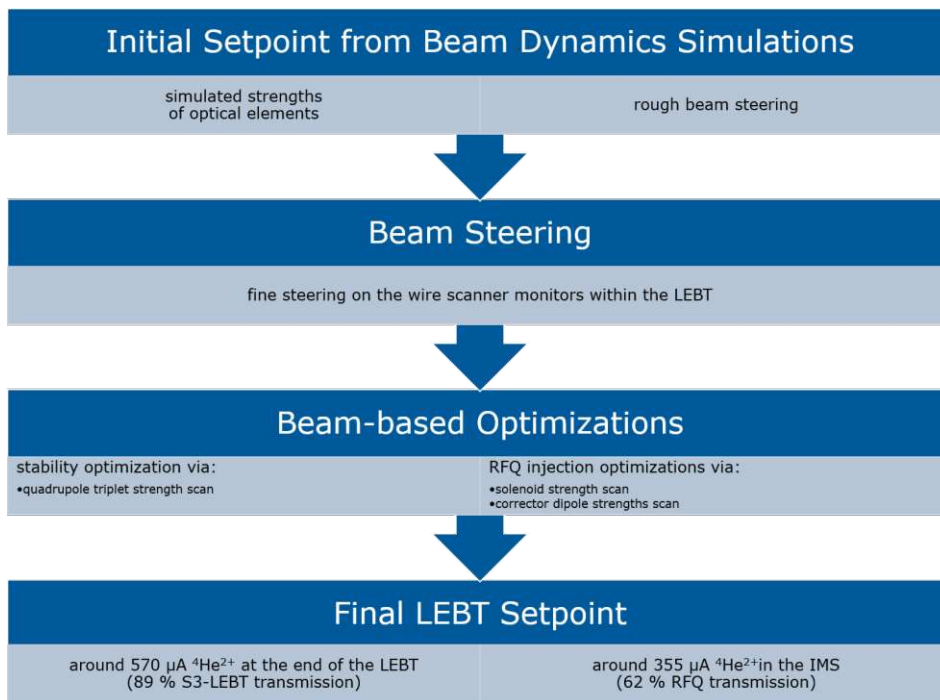 Initial Setpoint from Beam Dynamics Simulations
simulated strengths
of optical elements
rough beam steering
Beam Steering
fine steering on the wire scanner monitors within the LEBT
Beam-based Optimizations
stability optimization via:
•quadrupole triplet strength scan
RFQ injection optimizations via:
•solenoid strength scan
•corrector dipole strengths scan
Final LEBT Setpoint
around 570 µA ⁴He²⁺ at the end of the LEBT
(89 % S3-LEBT transmission)
around 355 µA ⁴He²⁺in the IMS
(62 % RFQ transmission)